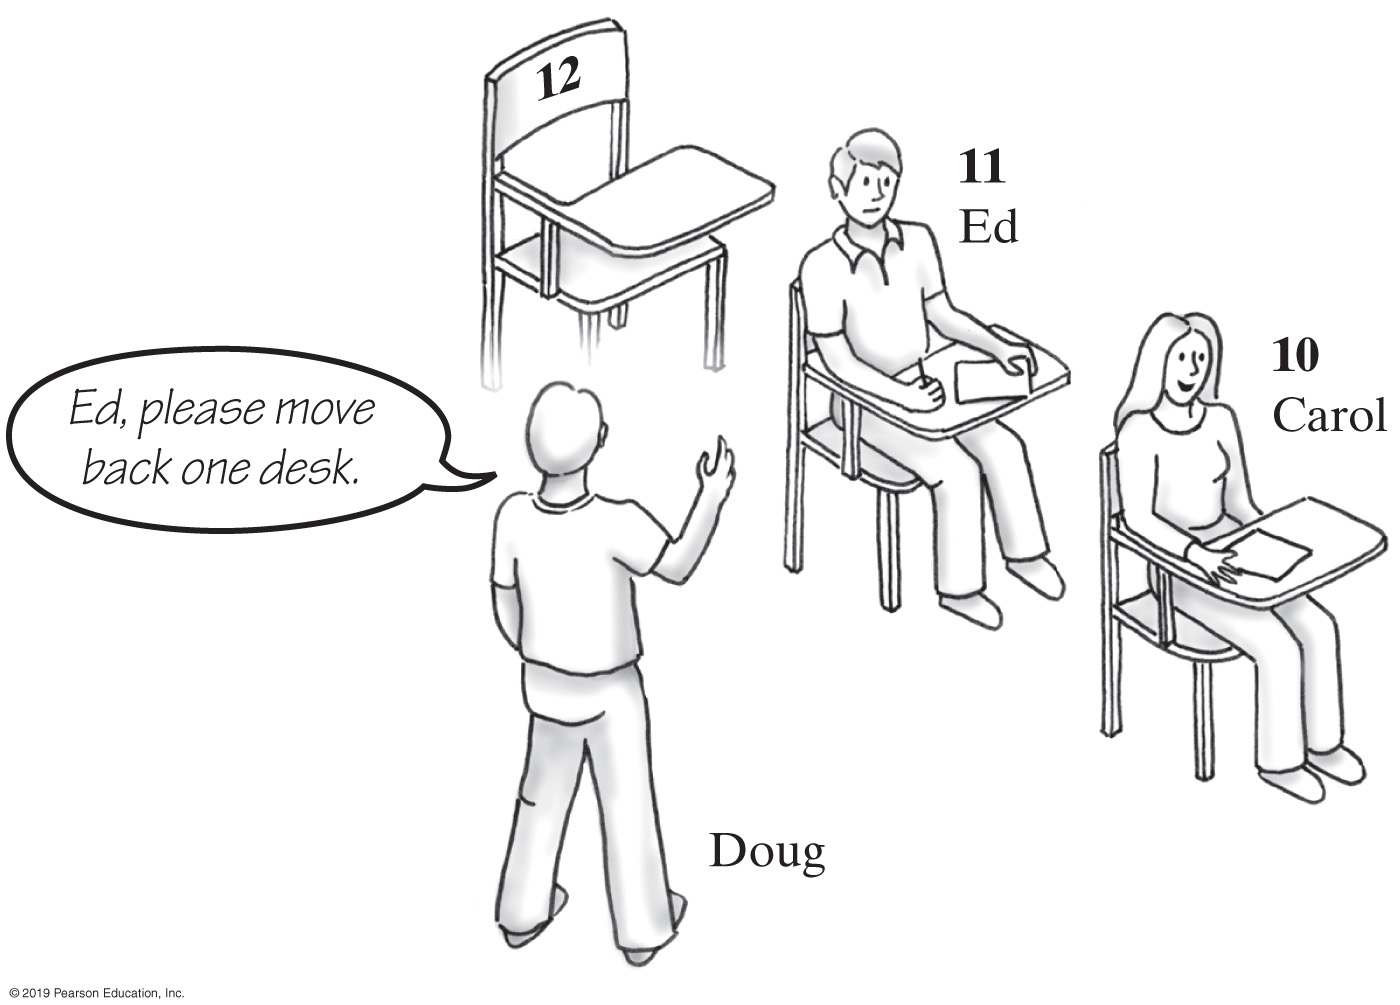 12
11
Ed
10
Carol
Ed, please move
back one desk.
Doug
© 2019 Pearson Education, Inc.